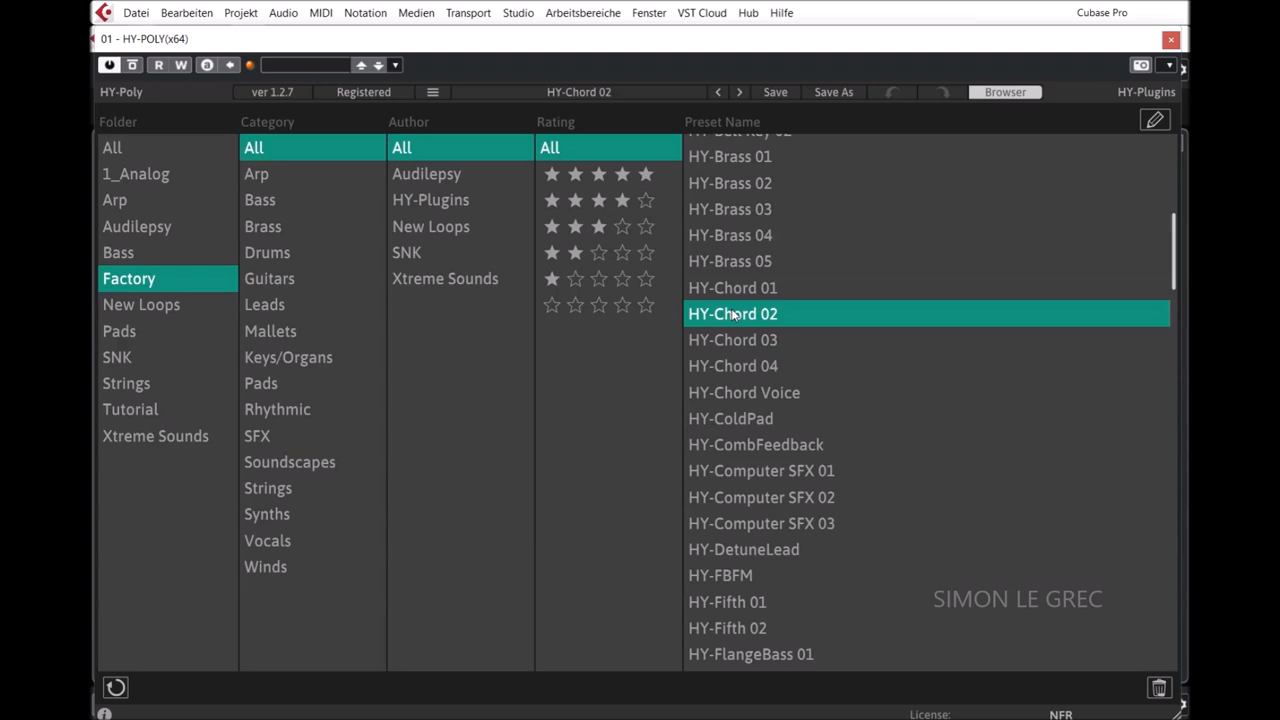 Datei Bearbeiten Projekt Audio MIDI Notation Medien Transport Studio Arbeitsbereiche Fenster VST Cloud Hub Hilfe Cubase Pro
01 - HY-POLY(x64)
R W
HY-Poly ver 1.2.7 Registered HY-Chord 02 Save Save As Browser HY-Plugins
Folder Category Author Rating Preset Name
All
1_Analog
Arp
Audilepsy
Bass
Factory
New Loops
Pads
SNK
Strings
Tutorial
Xtreme Sounds
All
Arp
Bass
Brass
Drums
Guitars
Leads
Mallets
Keys/Organs
Pads
Rhythmic
SFX
Soundscapes
Strings
Synths
Vocals
Winds
All
Audilepsy
HY-Plugins
New Loops
SNK
Xtreme Sounds
All
HY-Bell Key 02
HY-Brass 01
HY-Brass 02
HY-Brass 03
HY-Brass 04
HY-Brass 05
HY-Chord 01
HY-Chord 02
HY-Chord 03
HY-Chord 04
HY-Chord Voice
HY-ColdPad
HY-CombFeedback
HY-Computer SFX 01
HY-Computer SFX 02
HY-Computer SFX 03
HY-DetuneLead
HY-FBFM
HY-Fifth 01
HY-Fifth 02
HY-FlangeBass 01
SIMON LE GREC
License: NFR